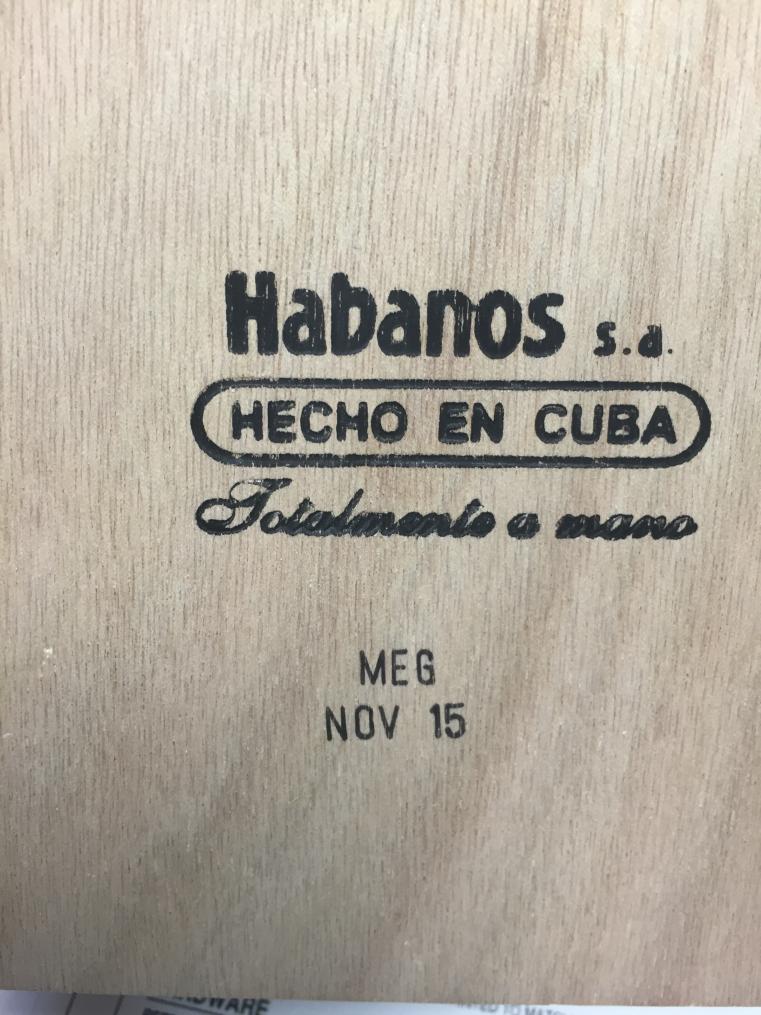 Habanos s.a.
HECHO EN CUBA
Totalmente a mano
MEG
NOV 15